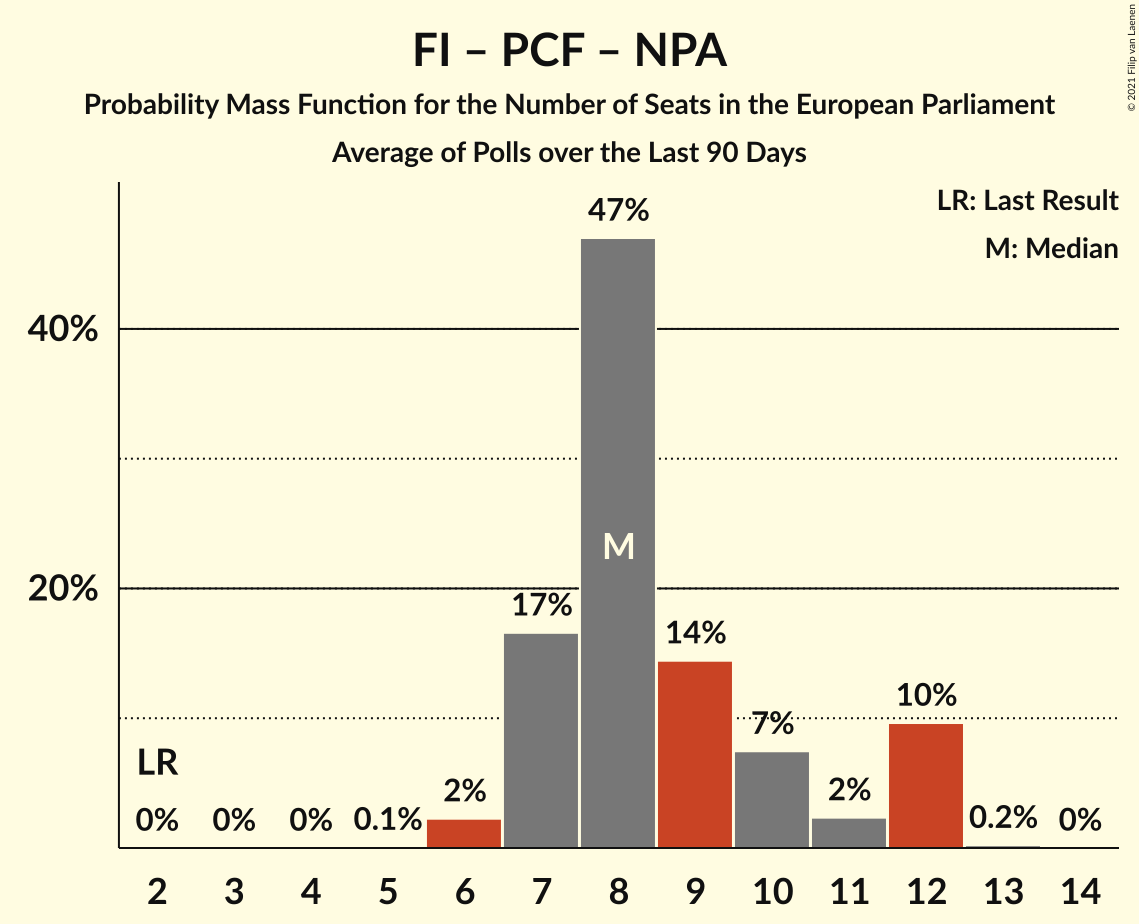 FI – PCF – NPA
Probability Mass Function for the Number of Seats in the European Parliament
Average of Polls over the Last 90 Days
© 2021 Filip van Laenen
LR: Last Result
M: Median
40%
20%
LR
M
0%
0%
0%
0.1%
2%
17%
47%
14%
7%
2%
10%
0.2%
0%
2 3 4 5 6 7 8 9 10 11 12 13 14